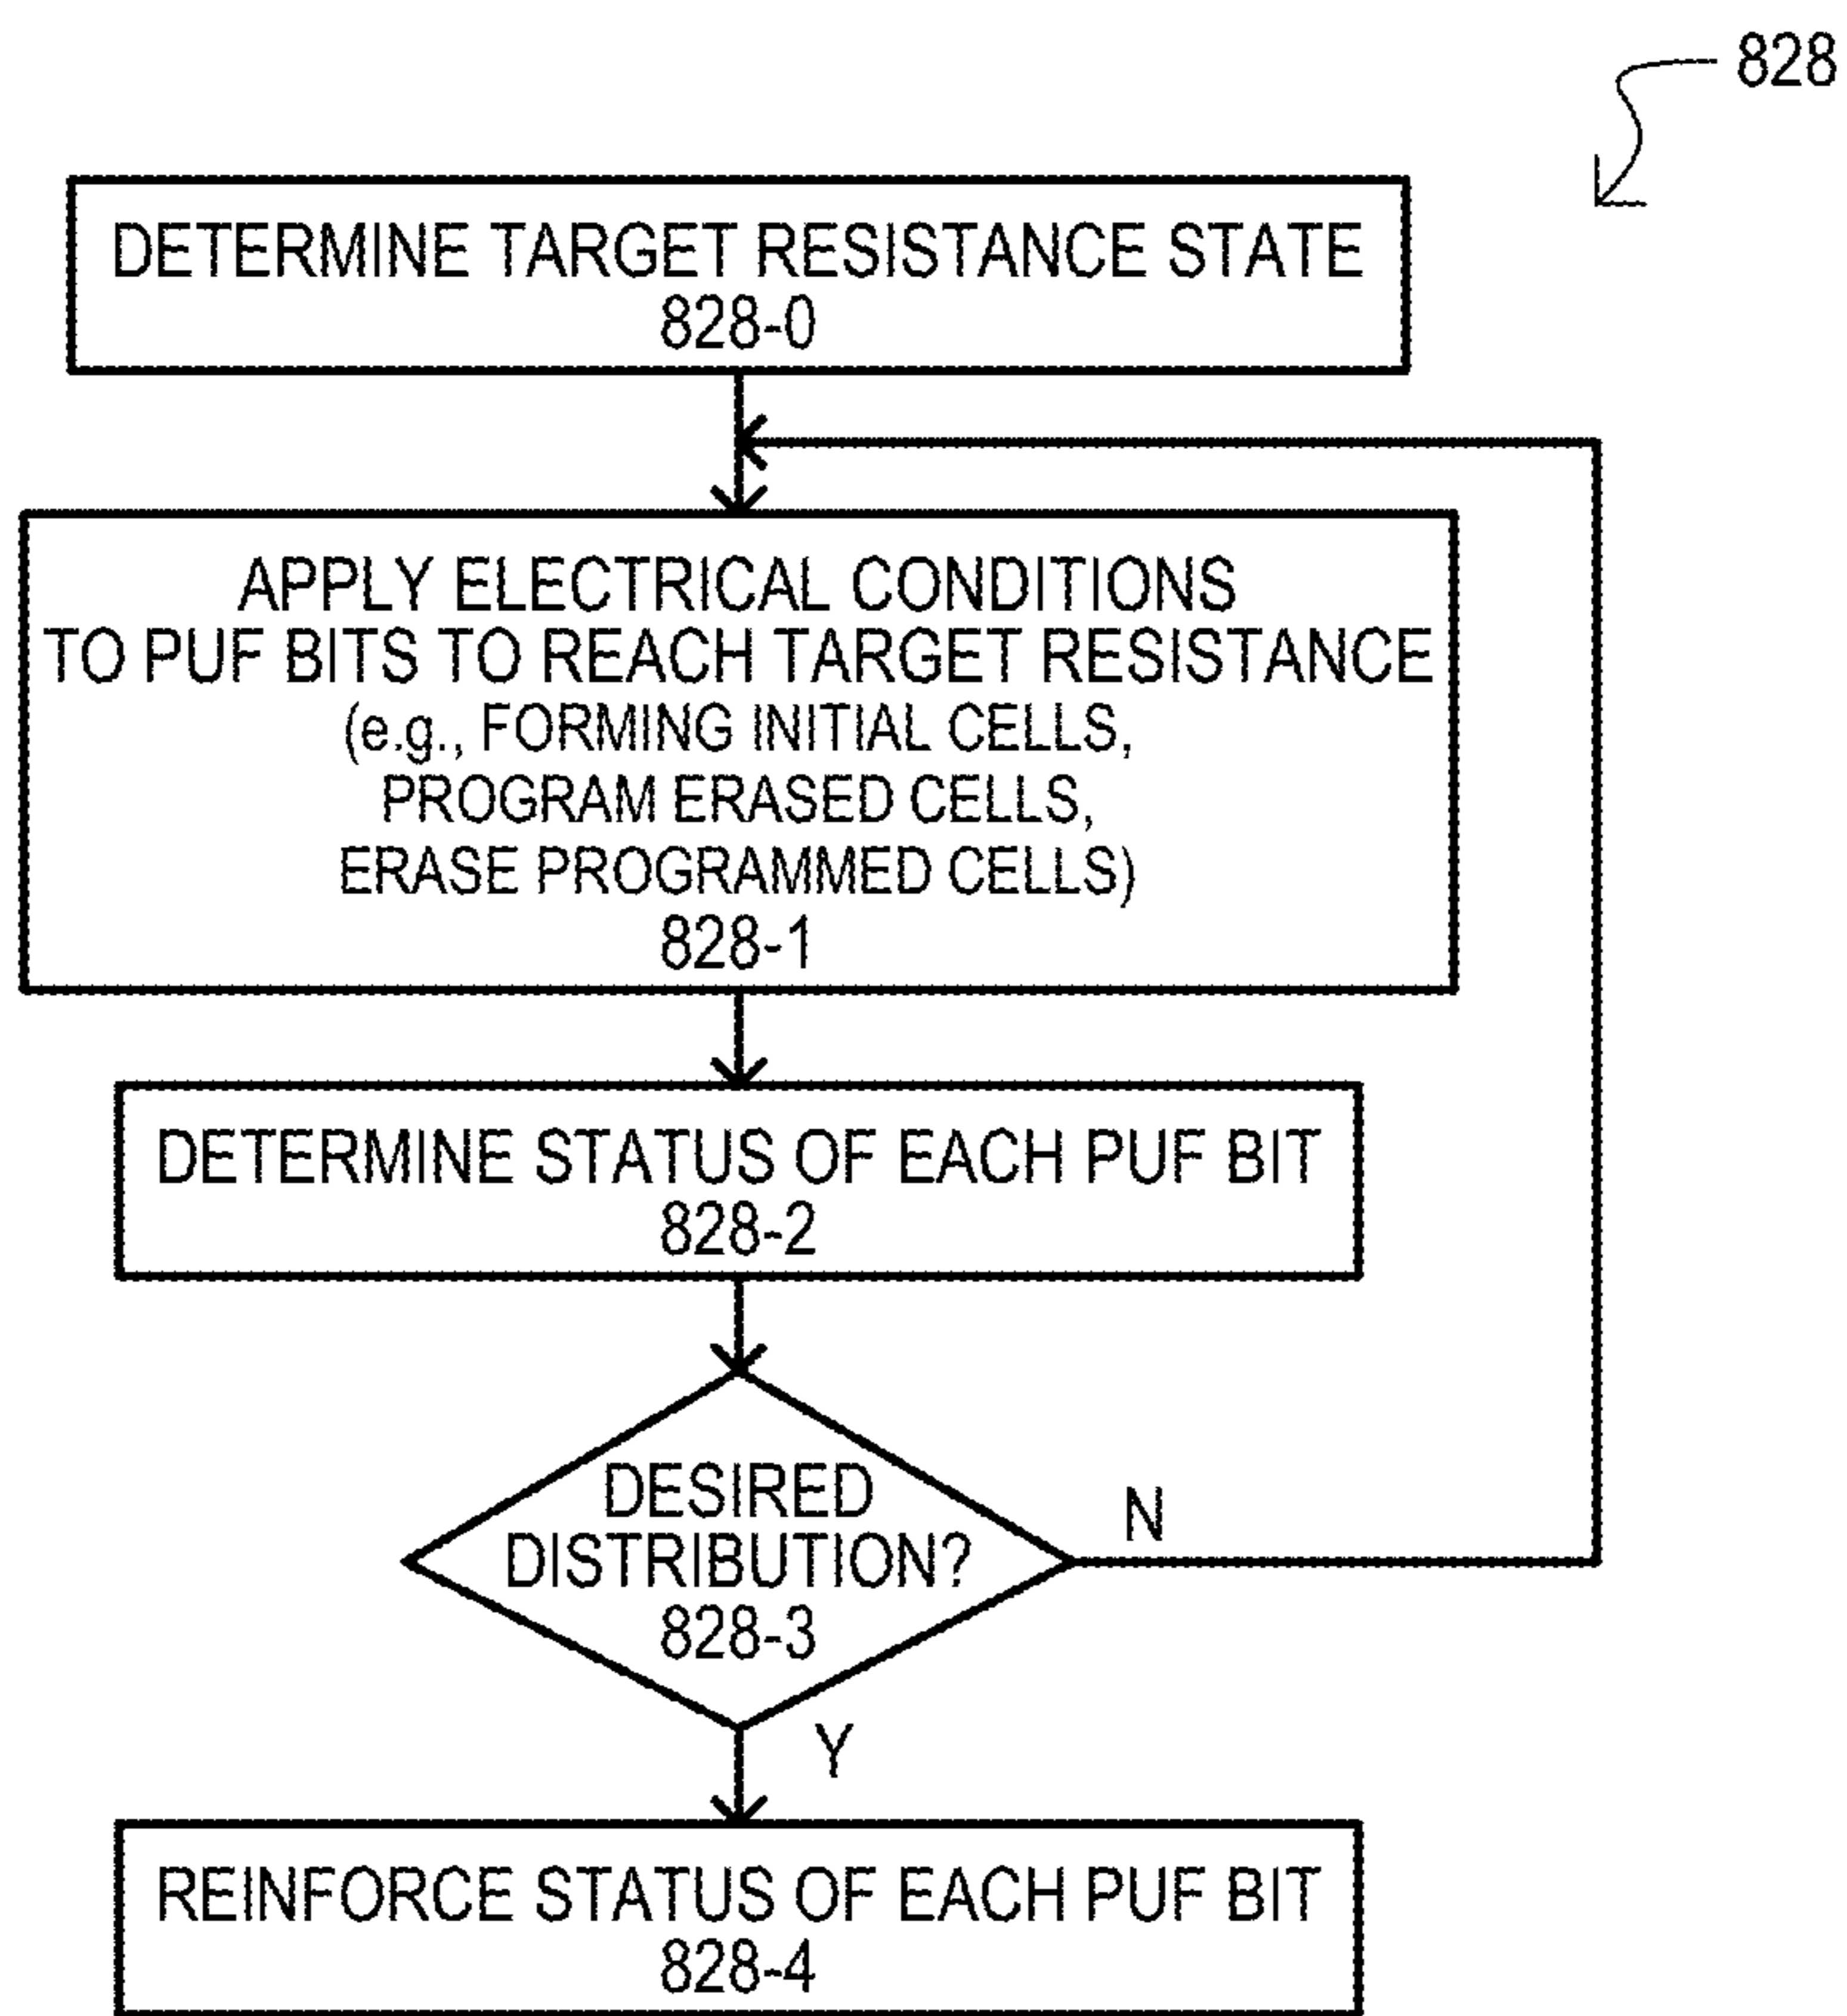 828
DETERMINE TARGET RESISTANCE STATE
828-0
APPLY ELECTRICAL CONDITIONS
TO PUF BITS TO REACH TARGET RESISTANCE
(e.g., FORMING INITIAL CELLS,
PROGRAM ERASED CELLS,
ERASE PROGRAMMED CELLS)
828-1
DETERMINE STATUS OF EACH PUF BIT
828-2
DESIRED
DISTRIBUTION?
828-3
N
Y
REINFORCE STATUS OF EACH PUF BIT
828-4